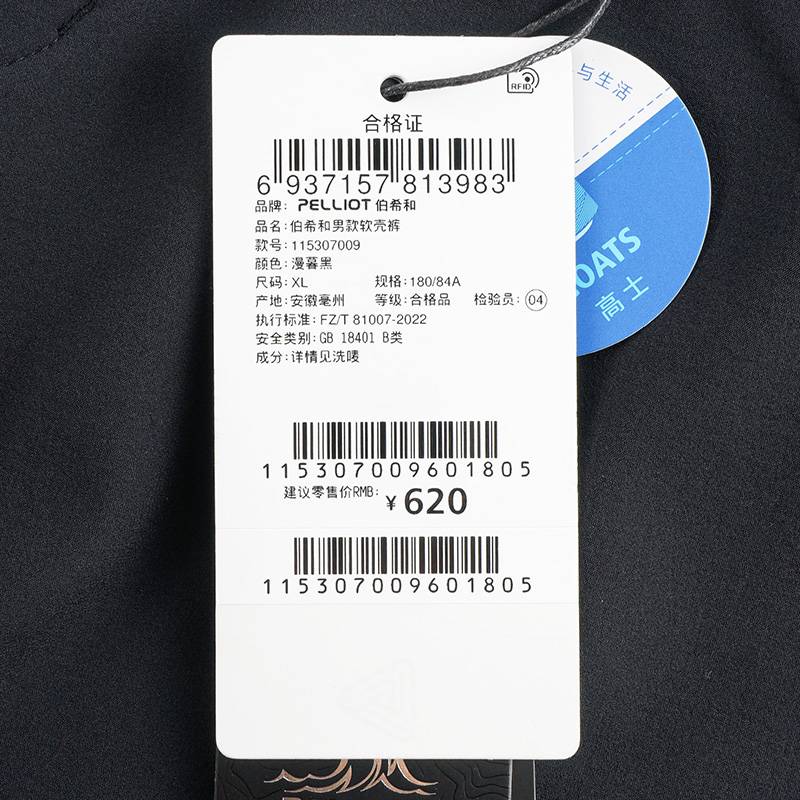 RFID
与生活
合格证
6 937157 813983
品牌: PELLIOT 伯希和
品名: 伯希和男款软壳裤
款号: 115307009
颜色: 漫暮黑
尺码: XL 规格: 180/84A
产地: 安徽亳州 等级: 合格品 检验员: 04
执行标准: FZ/T 81007-2022
安全类别: GB 18401 B类
成分: 详情见洗唛
OATS
高士
115307009601805
建议零售价RMB: ¥ 620
115307009601805